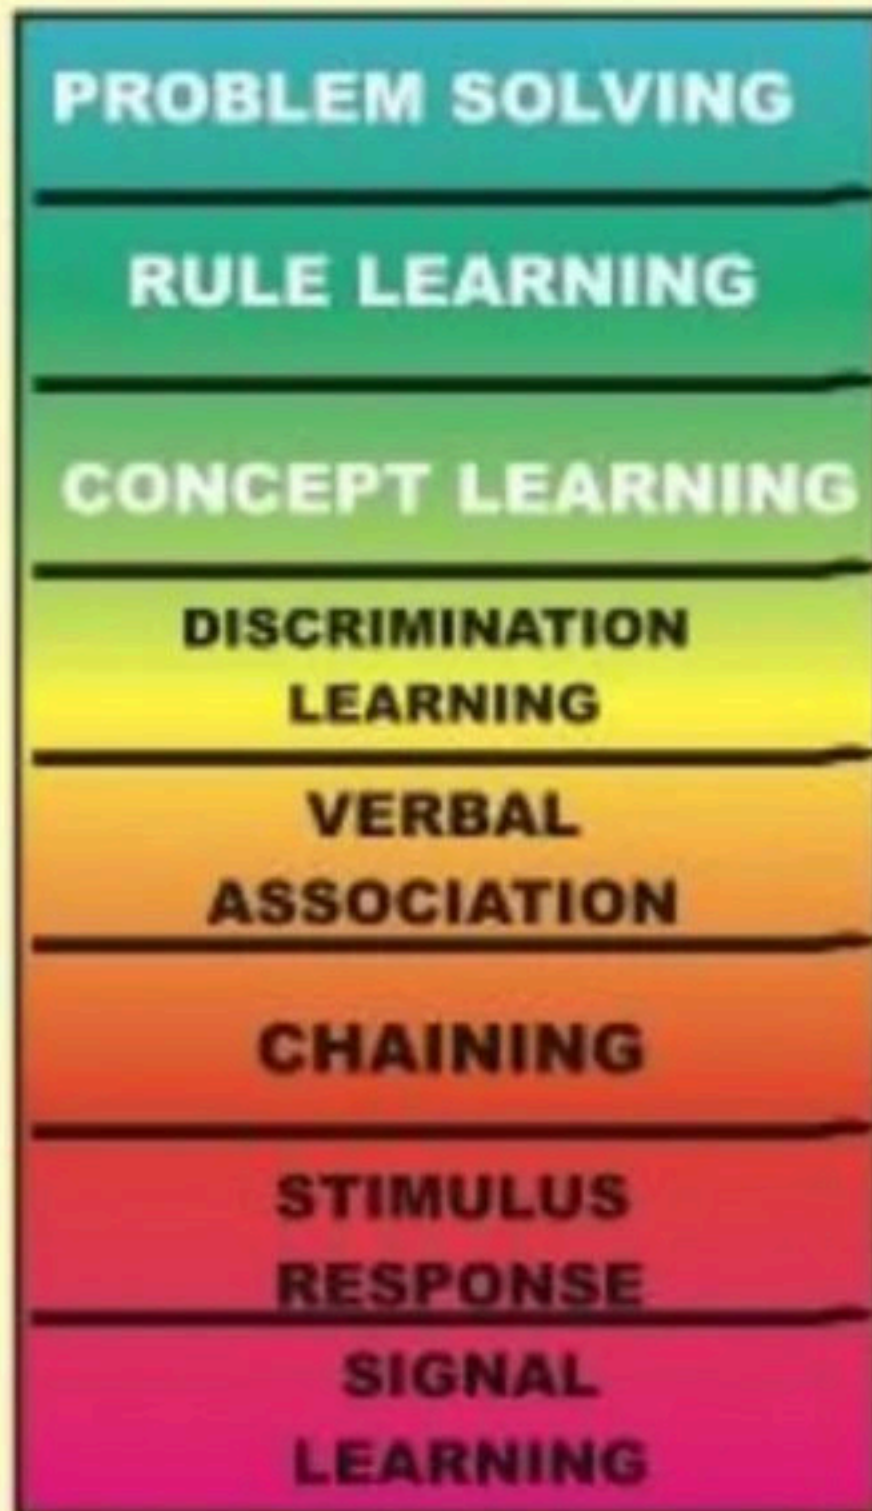 PROBLEM SOLVING
RULE LEARNING
CONCEPT LEARNING
DISCRIMINATION
LEARNING
VERBAL
ASSOCIATION
CHAINING
STIMULUS
RESPONSE
SIGNAL
LEARNING